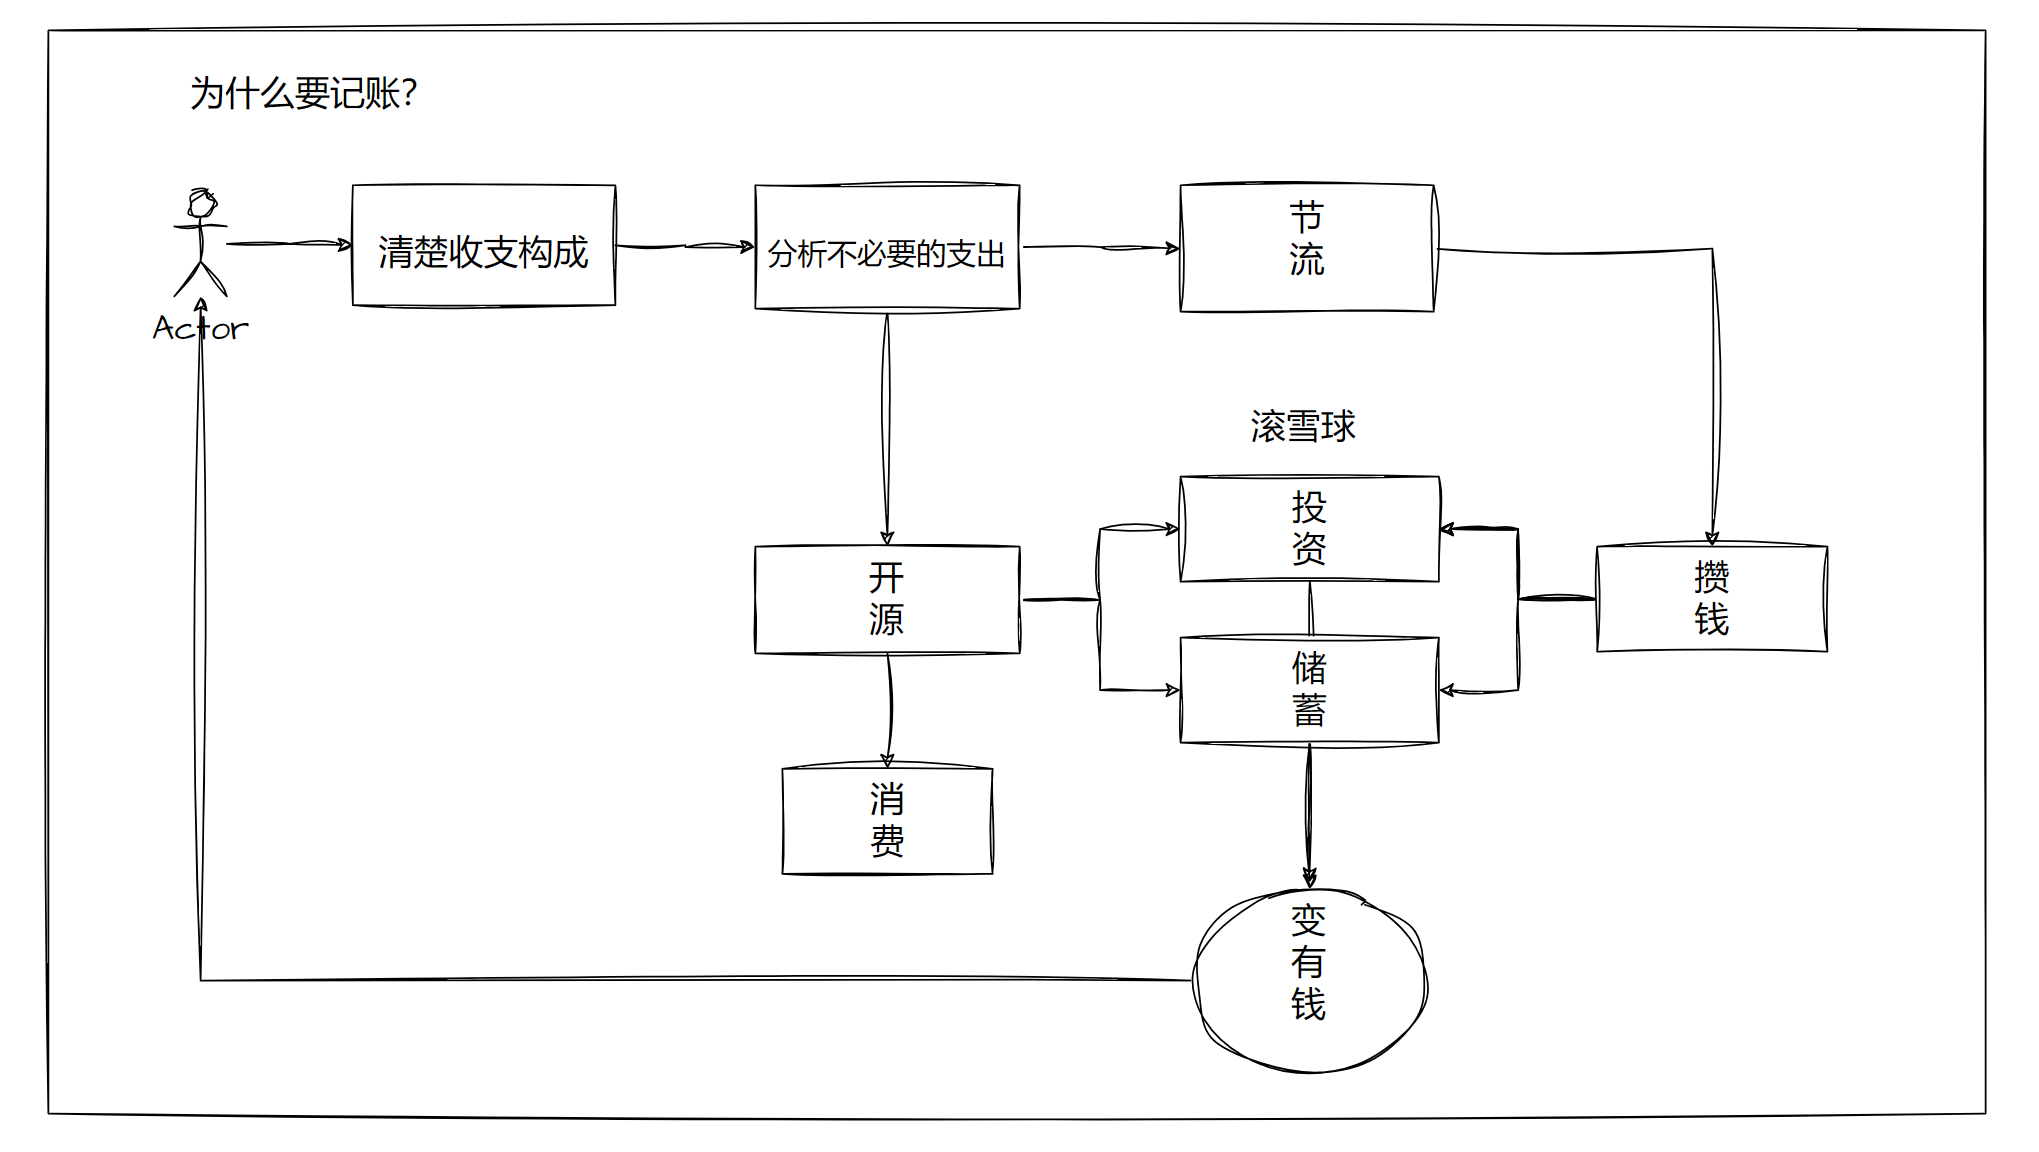 为什么要记账？
Actor
清楚收支构成
分析不必要的支出
节
流
滚雪球
投
资
开
源
攒
钱
储
蓄
消
费
变
有
钱